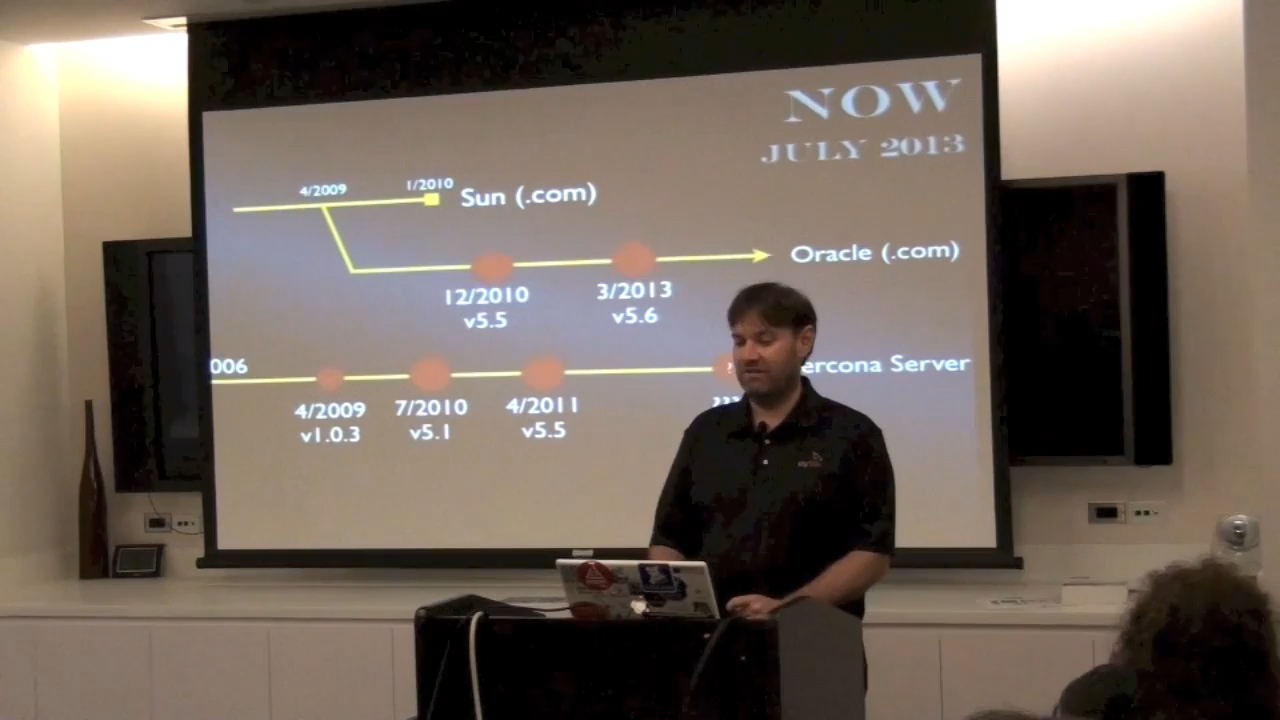 NOW
JULY 2013
4/2009
1/2010
Sun (.com)
Oracle (.com)
12/2010
v5.5
3/2013
v5.6
006
ercona Server
4/2009
v1.0.3
7/2010
v5.1
4/2011
v5.5
???